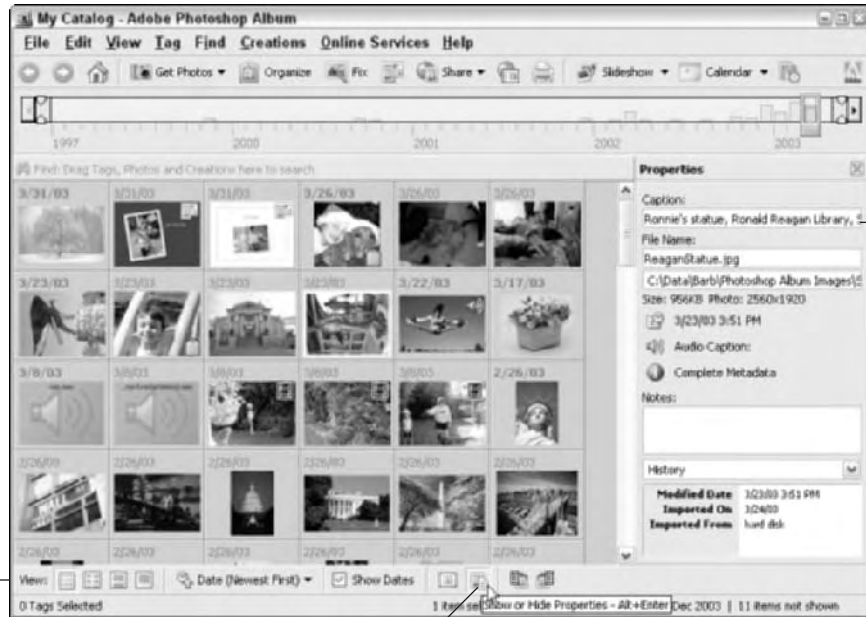 My Catalog - Adobe Photoshop Album
File Edit View Tag Find Creations Online Services Help
Get Photos Organize Fix Share Slideshow Calendar
1997 2000 2001 2002 2003
Find: Drag Tags, Photos and Creations here to search
Properties
3/31/03 3/31/03 3/31/03 3/26/03 3/26/03 3/26/03
Caption:
Ronnie's statue, Ronald Reagan Library, S
File Name:
ReaganStatue.jpg
C:\Data\Barb\Photoshop Album Images\S
3/23/03 3/23/03 3/23/03 3/23/03 3/22/03 3/17/03
Size: 956KB Photo: 2560x1920
3/23/03 3:51 PM
Audio Caption:
Complete Metadata
3/8/03 3/8/03 3/8/03 3/8/03 3/8/03 2/26/03
Notes:
2/26/03 2/26/03 2/26/03 2/26/03 2/26/03 2/26/03
History
Modified Date 3/23/03 3:51 PM
Imported On 3/24/03
Imported From hard disk
2/26/03 2/26/03 2/26/03 2/26/03 2/26/03 2/26/03
View: Date (Newest First) Show Dates
0 Tags Selected
1 item sel
Show or Hide Properties - Alt+Enter
Dec 2003 | 11 items not shown